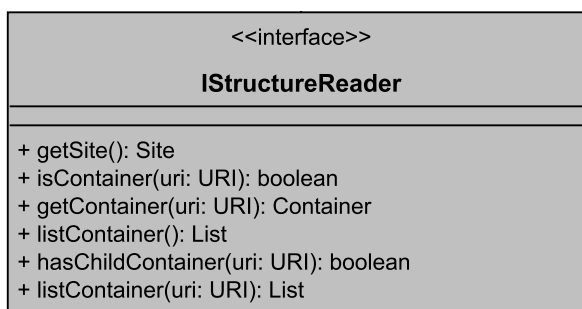 <<interface>>
IStructureReader
+ getSite(): Site
+ isContainer(uri: URI): boolean
+ getContainer(uri: URI): Container
+ listContainer(): List
+ hasChildContainer(uri: URI): boolean
+ listContainer(uri: URI): List